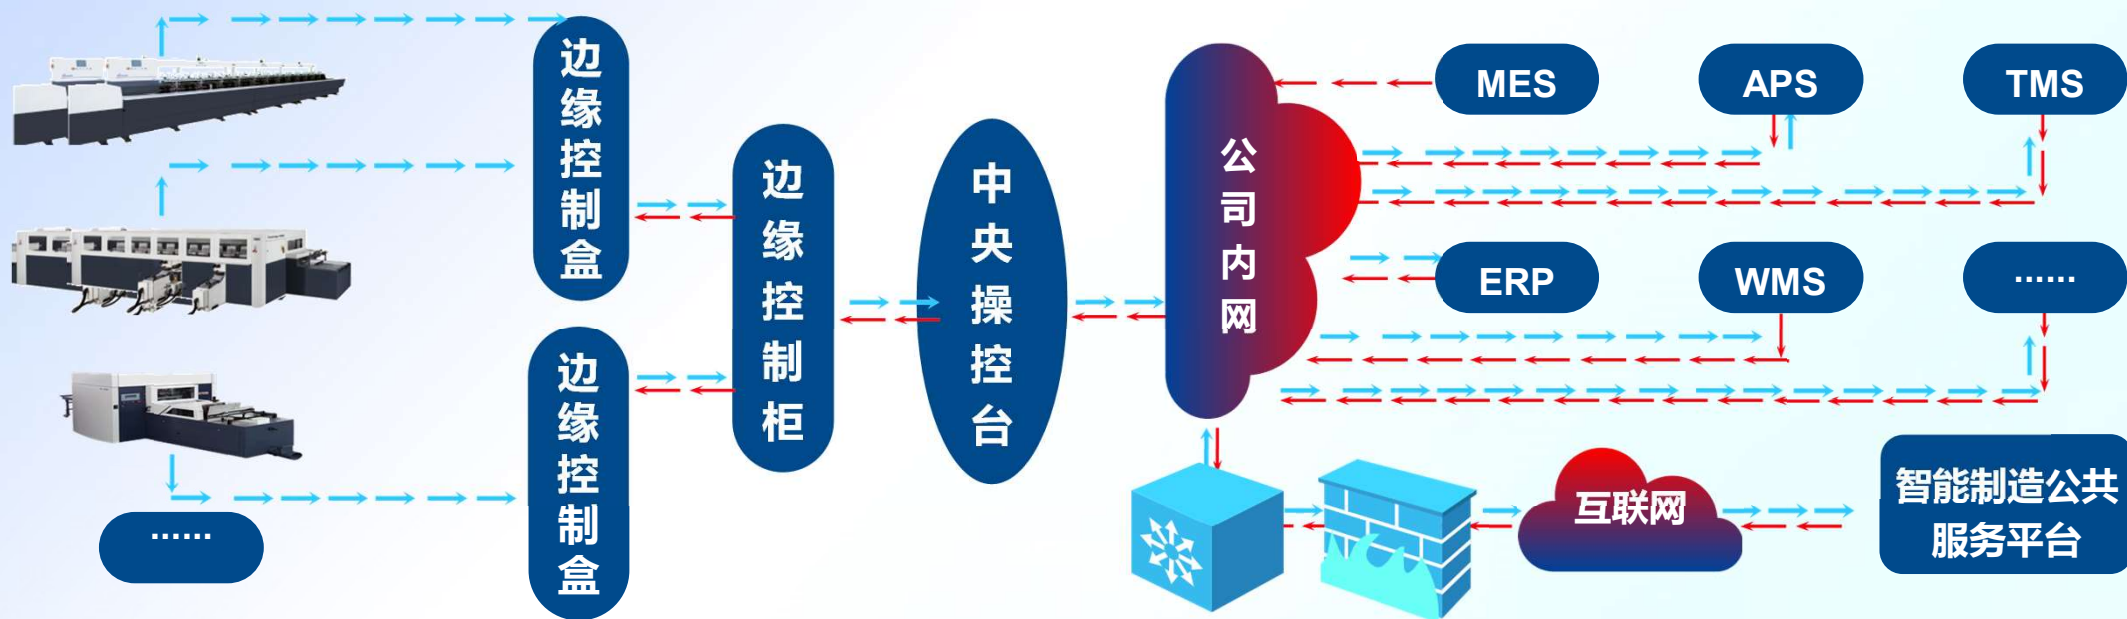 边缘控制盒
边缘控制盒
边缘控制柜
中央操控台
公司内网
MES
APS
TMS
ERP
WMS
......
......
互联网
智能制造公共
服务平台